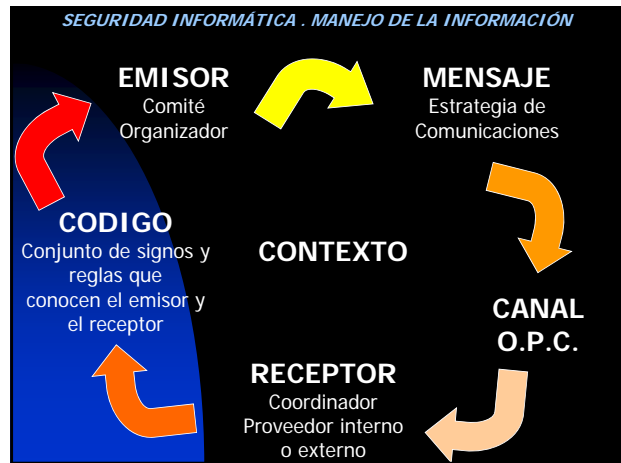 SEGURIDAD INFORMÁTICA . MANEJO DE LA INFORMACIÓN
EMISOR
Comité
Organizador
MENSAJE
Estrategia de
Comunicaciones
CANAL
O.P.C.
RECEPTOR
Coordinador
Proveedor interno
o externo
CODIGO
Conjunto de signos y
reglas que
conocen el emisor y
el receptor
CONTEXTO